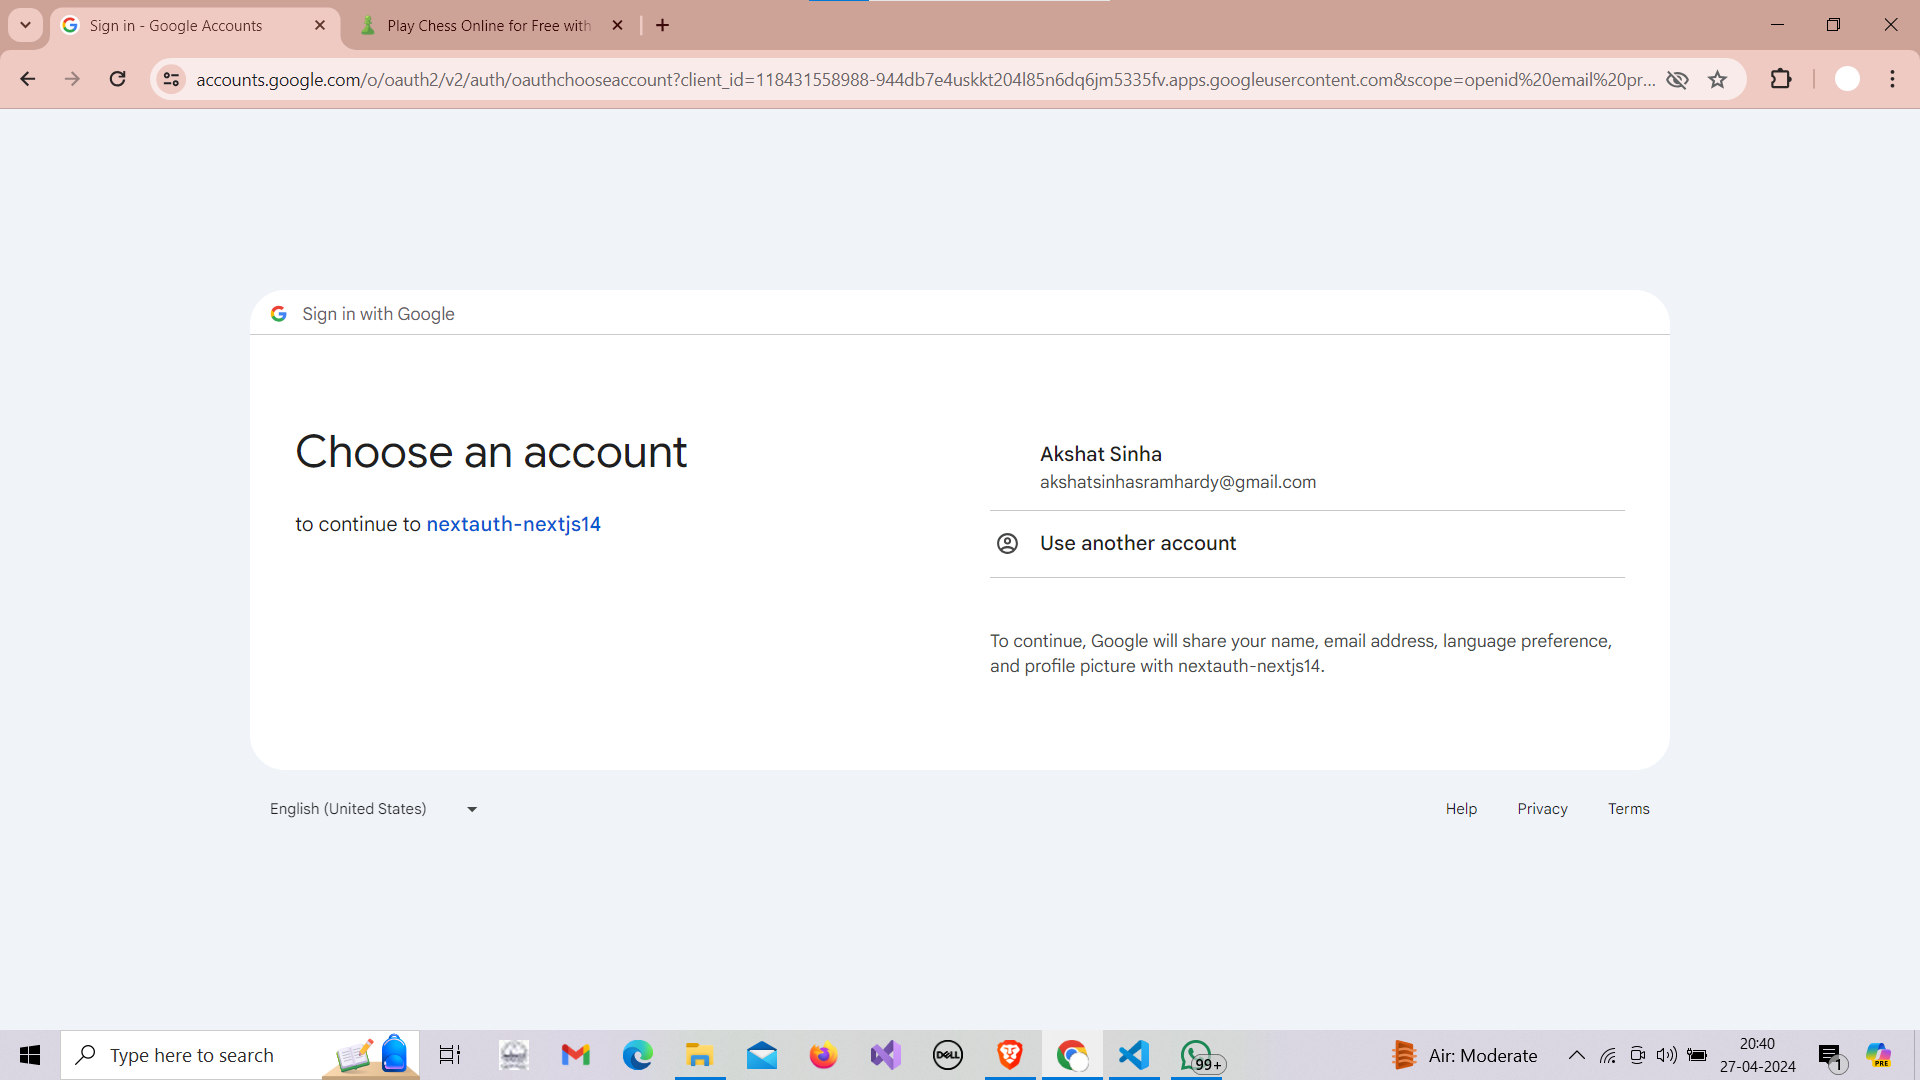 Sign in - Google Accounts
Play Chess Online for Free with
accounts.google.com/o/oauth2/v2/auth/oauthchooseaccount?client_id=118431558988-944db7e4uskkt204l85n6dq6jm5335fv.apps.googleusercontent.com&scope=openid%20email%20pr...
Sign in with Google
Choose an account
to continue to nextauth-nextjs14
Akshat Sinha
akshatsinhasramhardy@gmail.com
Use another account
To continue, Google will share your name, email address, language preference,
and profile picture with nextauth-nextjs14.
English (United States)
Help Privacy Terms
Type here to search
DELL
99+
Air: Moderate
20:40
27-04-2024
1
PRE